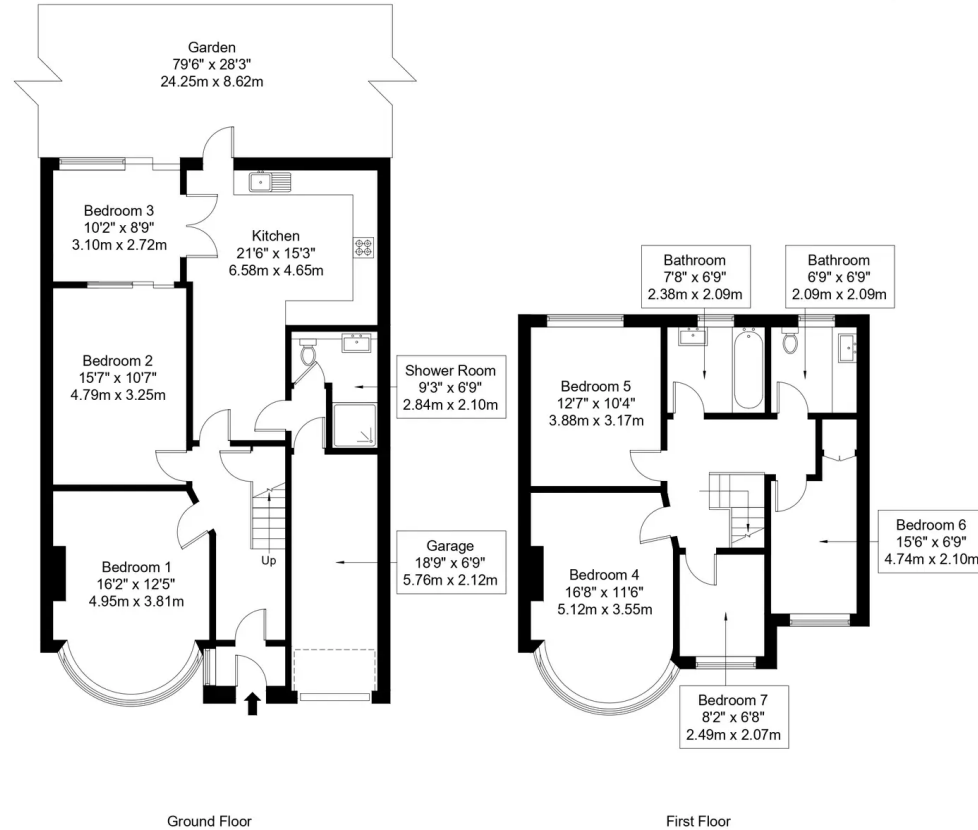 Garden
79'6" x 28'3"
24.25m x 8.62m
Bedroom 3
10'2" x 8'9"
3.10m x 2.72m
Kitchen
21'6" x 15'3"
6.58m x 4.65m
Bedroom 2
15'7" x 10'7"
4.79m x 3.25m
Shower Room
9'3" x 6'9"
2.84m x 2.10m
Bedroom 1
16'2" x 12'5"
4.95m x 3.81m
Up
Garage
18'9" x 6'9"
5.76m x 2.12m
Ground Floor
Bathroom
7'8" x 6'9"
2.38m x 2.09m
Bathroom
6'9" x 6'9"
2.09m x 2.09m
Bedroom 5
12'7" x 10'4"
3.88m x 3.17m
Bedroom 6
15'6" x 6'9"
4.74m x 2.10m
Bedroom 4
16'8" x 11'6"
5.12m x 3.55m
Bedroom 7
8'2" x 6'8"
2.49m x 2.07m
First Floor